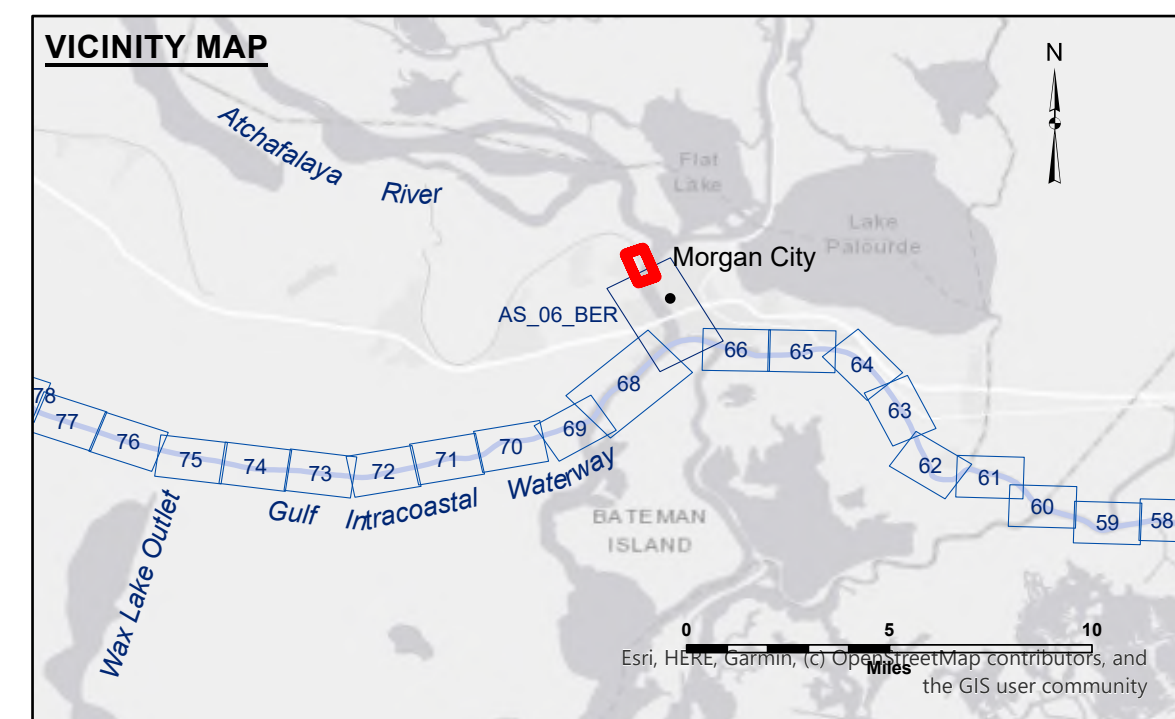 VICINITY MAP
N
Atchafalaya
River
Flat
Lake
Lake
Palourde
Morgan City
AS_06_BER
66
65
64
63
62
61
60
59
58
68
69
70
71
72
73
74
75
76
77
78
Gulf Intracoastal Waterway
Wax Lake Outlet
BATEMAN
ISLAND
0 5 10
Miles
Esri, HERE, Garmin, (c) OpenStreetMap contributors, and
the GIS user community